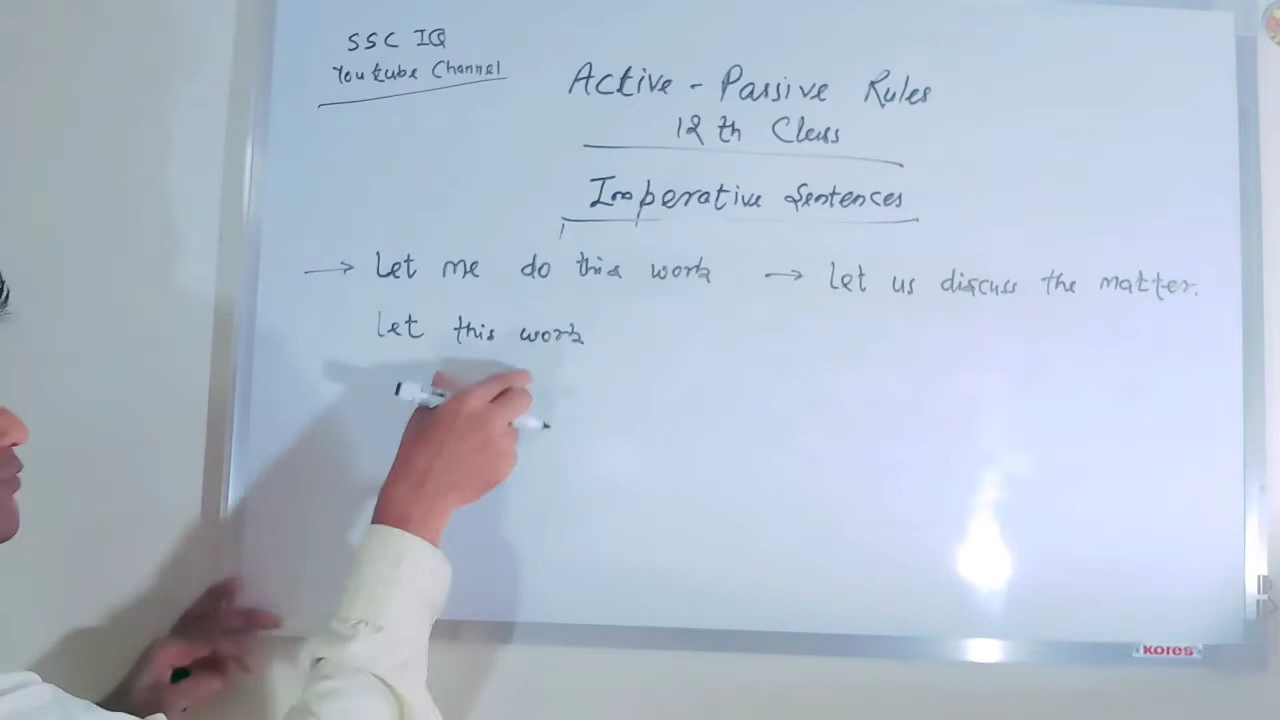 SSC IQ
Youtube Channel
Active - Passive Rules
12 th Class
Imperative Sentences
→ Let me do this work → Let us discuss the matter.
Let this work
kores